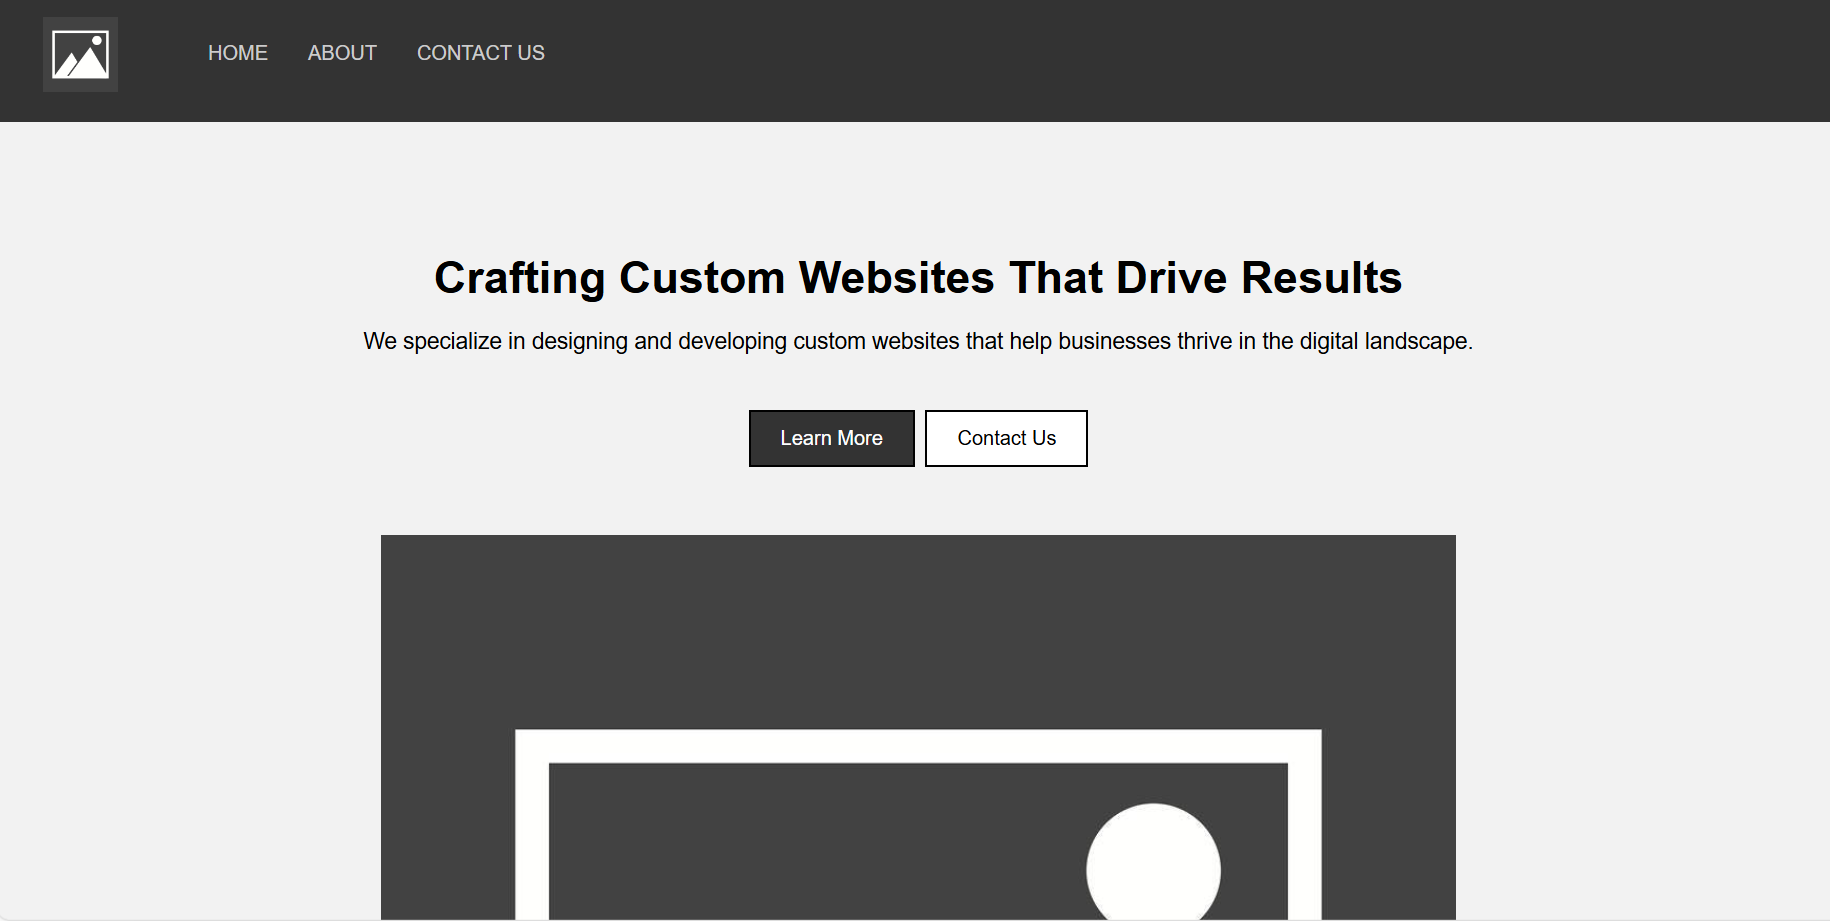 HOME ABOUT CONTACT US
Crafting Custom Websites That Drive Results
We specialize in designing and developing custom websites that help businesses thrive in the digital landscape.
Learn More Contact Us